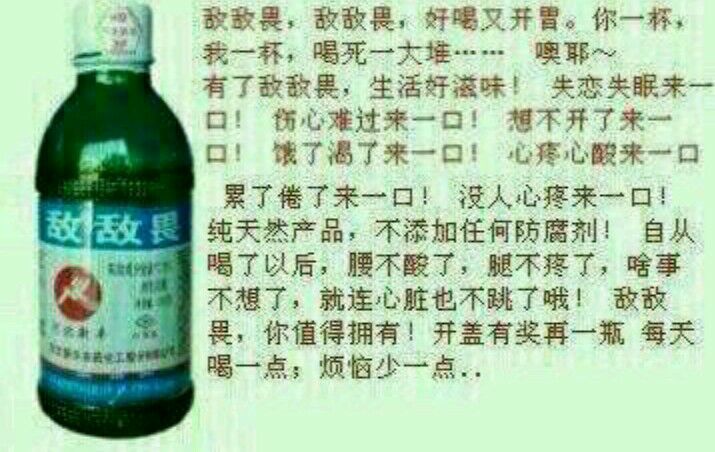 敌敌畏，敌敌畏，好喝又开胃。你一杯，
我一杯，喝死一大堆…… 噢耶～
有了敌敌畏，生活好滋味！ 失恋失眠来一
口！ 伤心难过来一口！ 想不开了来一
口！ 饿了渴了来一口！ 心疼心酸来一口
累了倦了来一口！ 没人心疼来一口！
纯天然产品，不添加任何防腐剂！ 自从
喝了以后，腰不酸了，腿不疼了，啥事
不想了，就连心脏也不跳了哦！ 敌敌
畏，你值得拥有！开盖有奖再一瓶 每天
喝一点；烦恼少一点..
敌敌畏